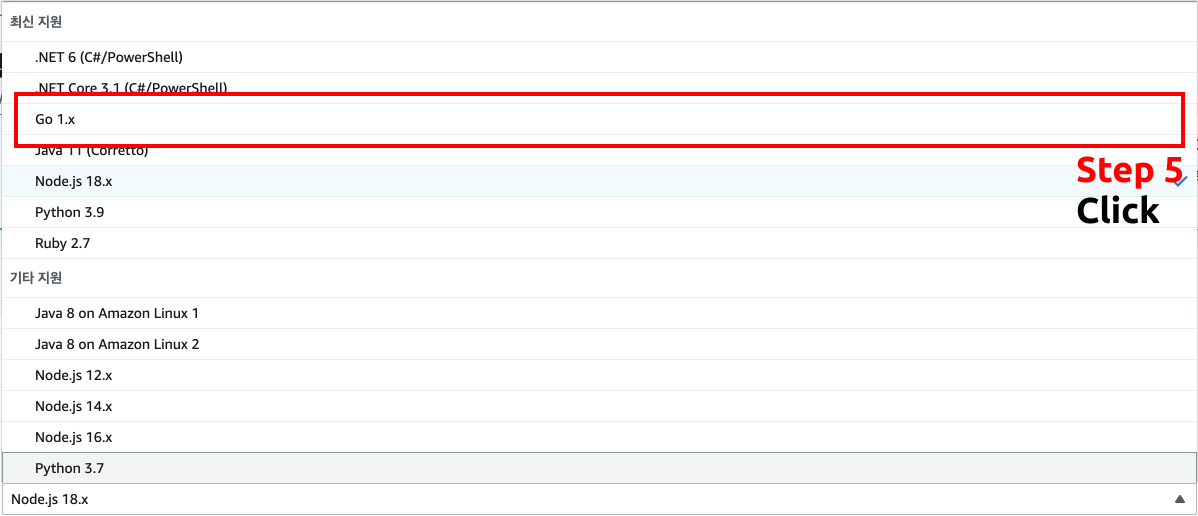 최신 지원
.NET 6 (C#/PowerShell)
.NET Core 3.1 (C#/PowerShell)
Go 1.x
Java 11 (Corretto)
Step 5
Node.js 18.x
Click
Python 3.9
Ruby 2.7
기타 지원
Java 8 on Amazon Linux 1
Java 8 on Amazon Linux 2
Node.js 12.x
Node.js 14.x
Node.js 16.x
Python 3.7
Node.js 18.x